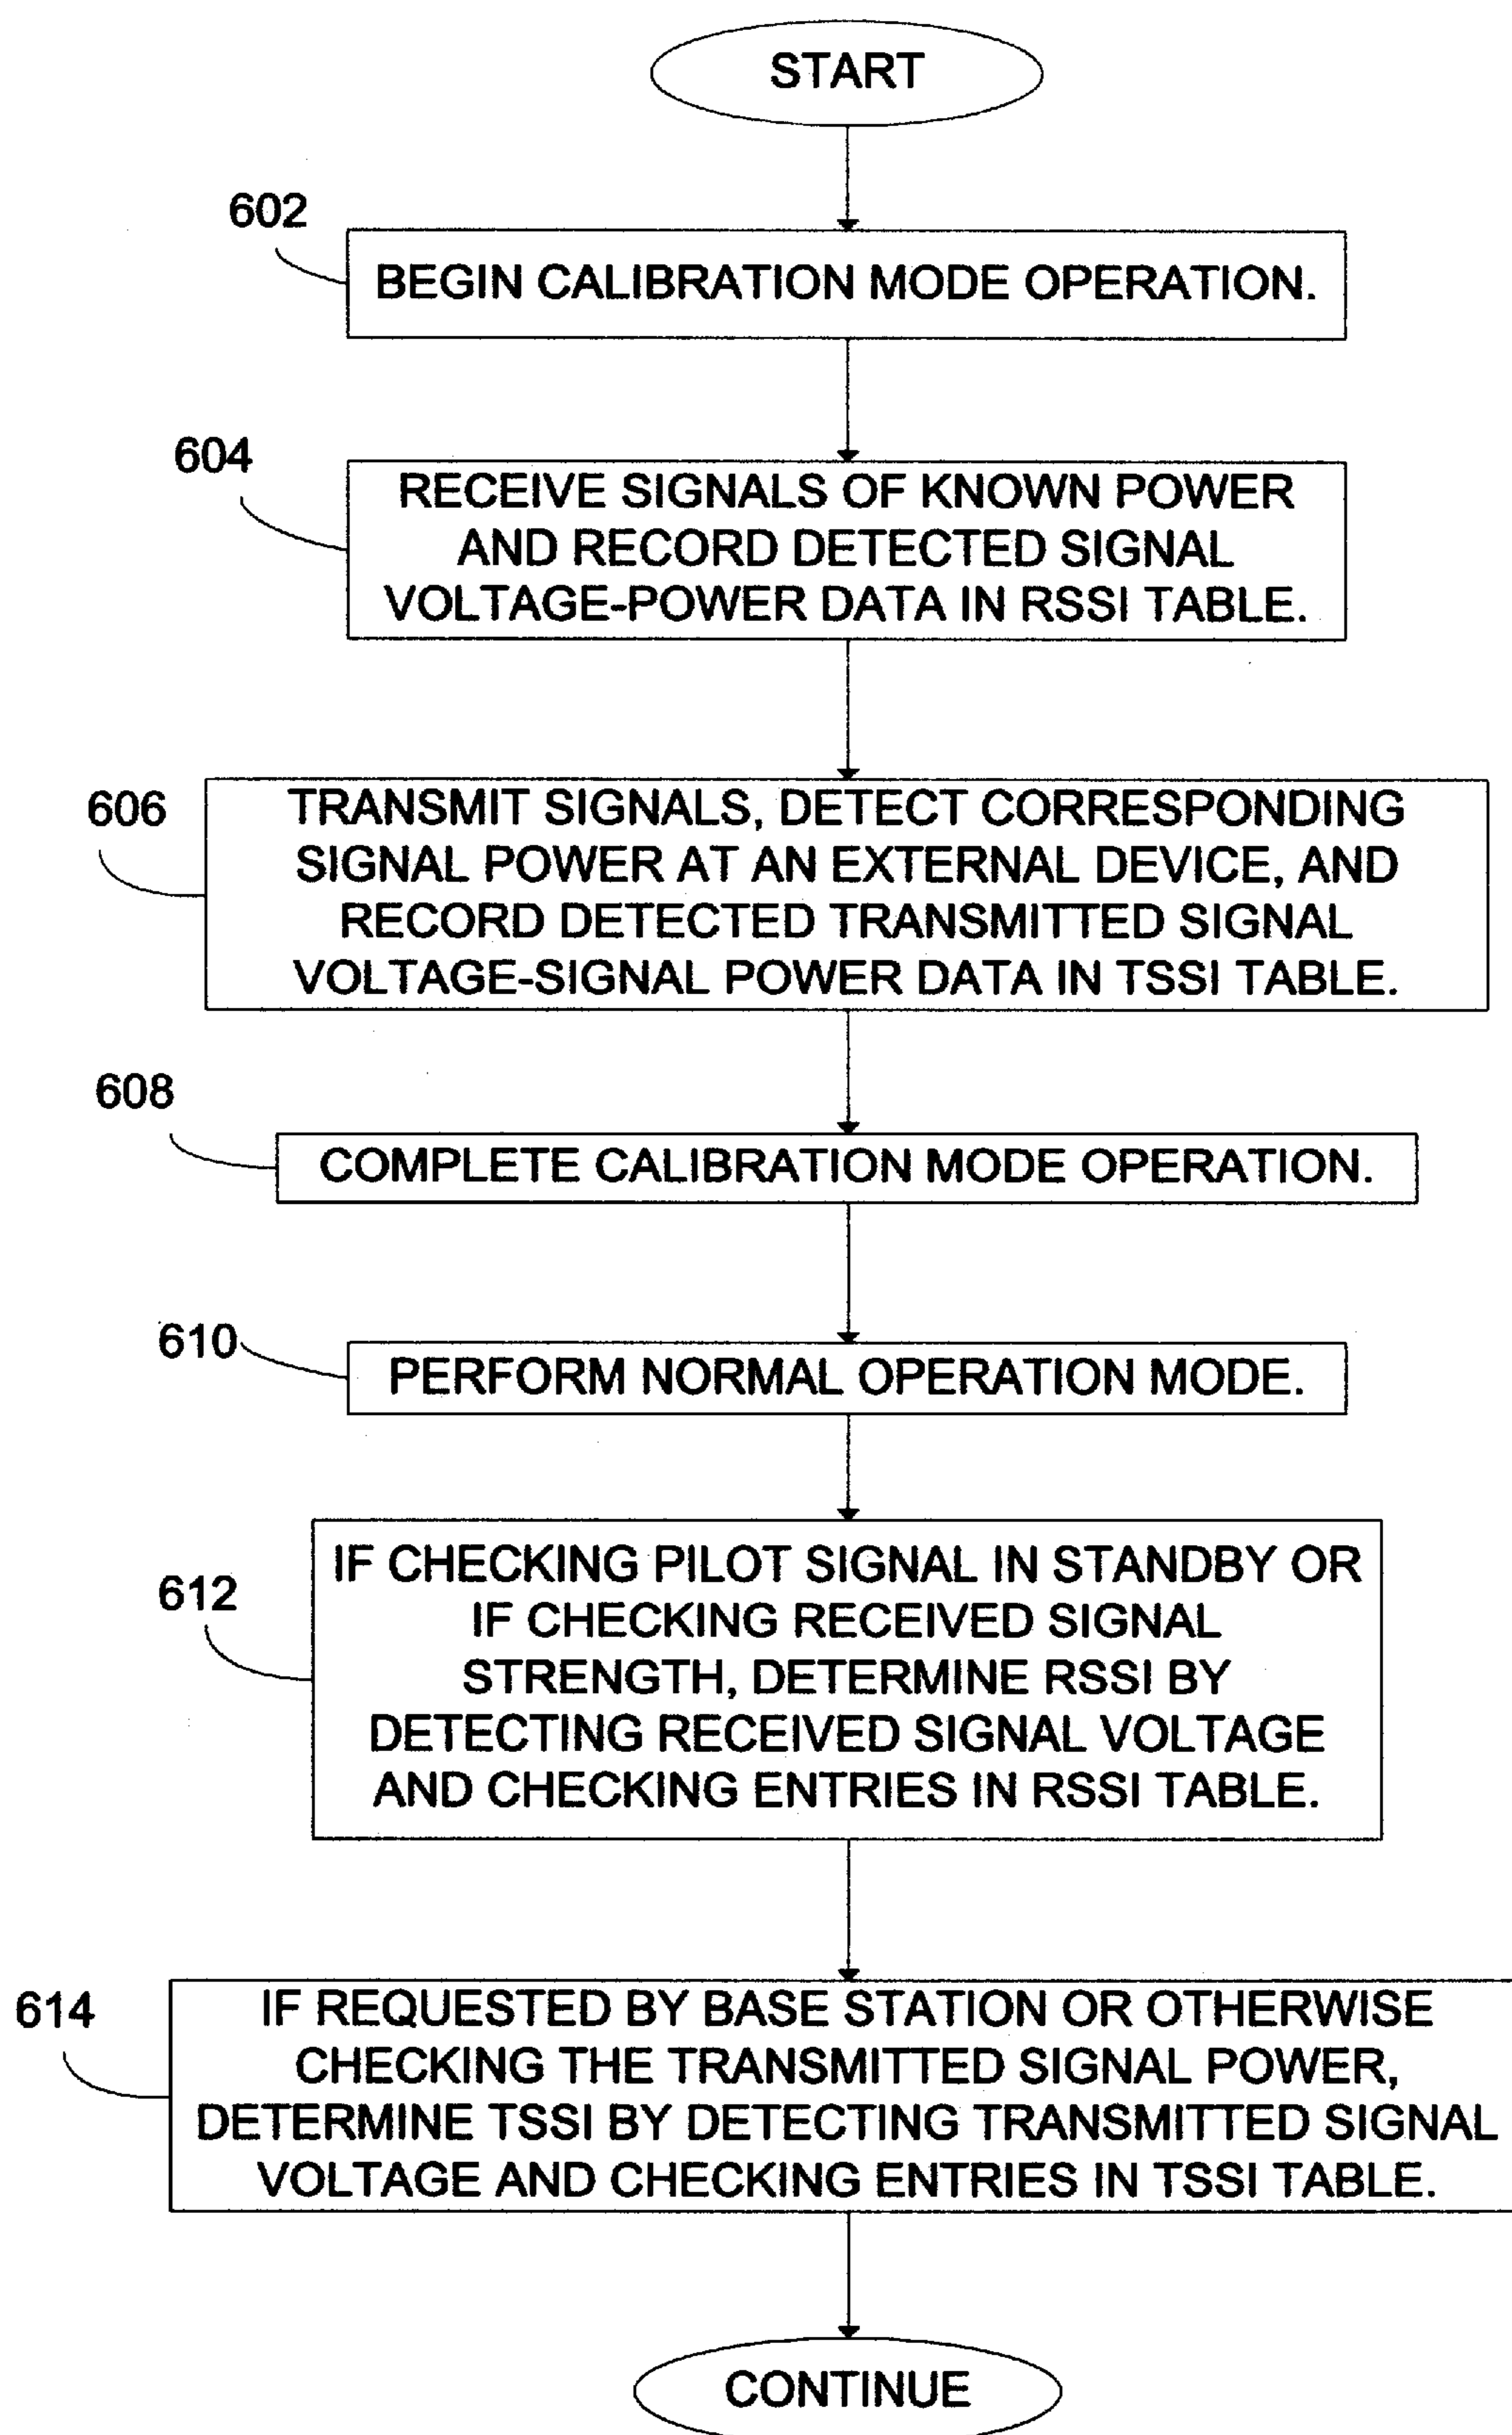 START
602
BEGIN CALIBRATION MODE OPERATION.
604
RECEIVE SIGNALS OF KNOWN POWER
AND RECORD DETECTED SIGNAL
VOLTAGE-POWER DATA IN RSSI TABLE.
606
TRANSMIT SIGNALS, DETECT CORRESPONDING
SIGNAL POWER AT AN EXTERNAL DEVICE, AND
RECORD DETECTED TRANSMITTED SIGNAL
VOLTAGE-SIGNAL POWER DATA IN TSSI TABLE.
608
COMPLETE CALIBRATION MODE OPERATION.
610
PERFORM NORMAL OPERATION MODE.
612
IF CHECKING PILOT SIGNAL IN STANDBY OR
IF CHECKING RECEIVED SIGNAL
STRENGTH, DETERMINE RSSI BY
DETECTING RECEIVED SIGNAL VOLTAGE
AND CHECKING ENTRIES IN RSSI TABLE.
614
IF REQUESTED BY BASE STATION OR OTHERWISE
CHECKING THE TRANSMITTED SIGNAL POWER,
DETERMINE TSSI BY DETECTING TRANSMITTED SIGNAL
VOLTAGE AND CHECKING ENTRIES IN TSSI TABLE.
CONTINUE